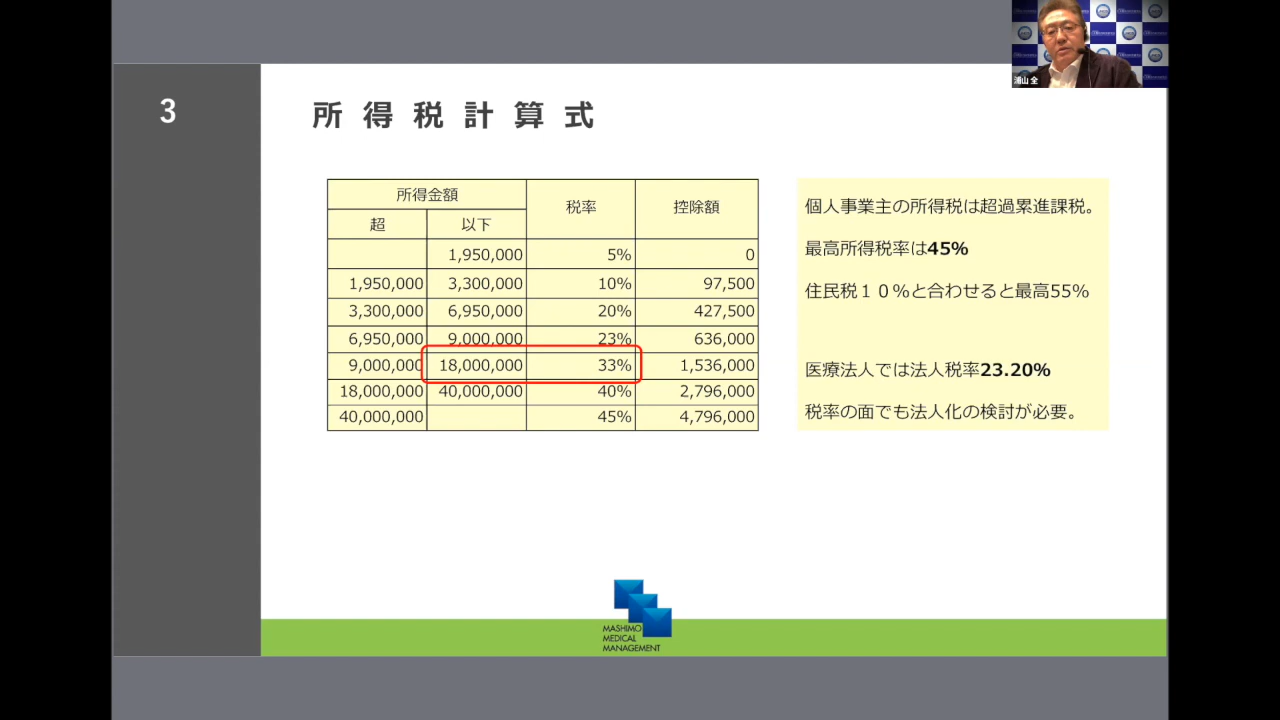 浦山 全
3
所得税計算式
所得金額 税率 控除額
超 以下
1,950,000 5% 0
1,950,000 3,300,000 10% 97,500
3,300,000 6,950,000 20% 427,500
6,950,000 9,000,000 23% 636,000
9,000,000 18,000,000 33% 1,536,000
18,000,000 40,000,000 40% 2,796,000
40,000,000 45% 4,796,000
個人事業主の所得税は超過累進課税。
最高所得税率は45%
住民税１０%と合わせると最高55%
医療法人では法人税率23.20%
税率の面でも法人化の検討が必要。
MASHIMO
MEDICAL
MANAGEMENT